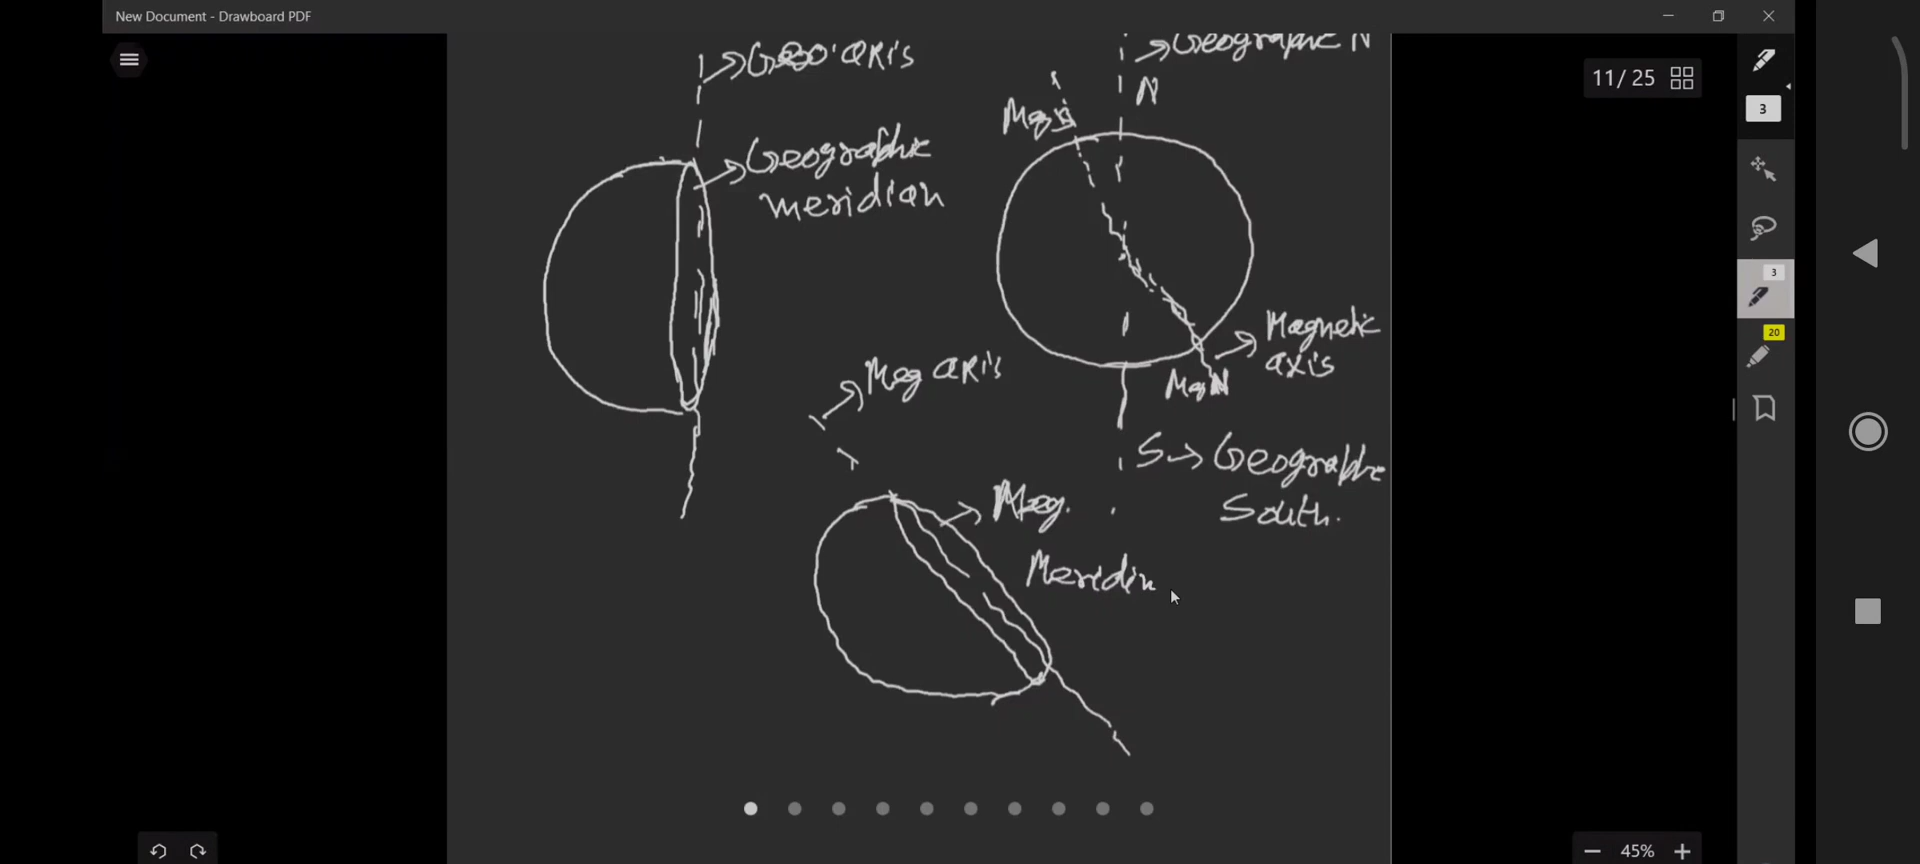 New Document - Drawboard PDF
Geo' axis
Geographic N
11/ 25
N
Mag S
3
Geographic
meridian
3
Magnetic
axis
20
Mag axis
Mag N
S → Geographic
South.
Mag.
Meridin
45%